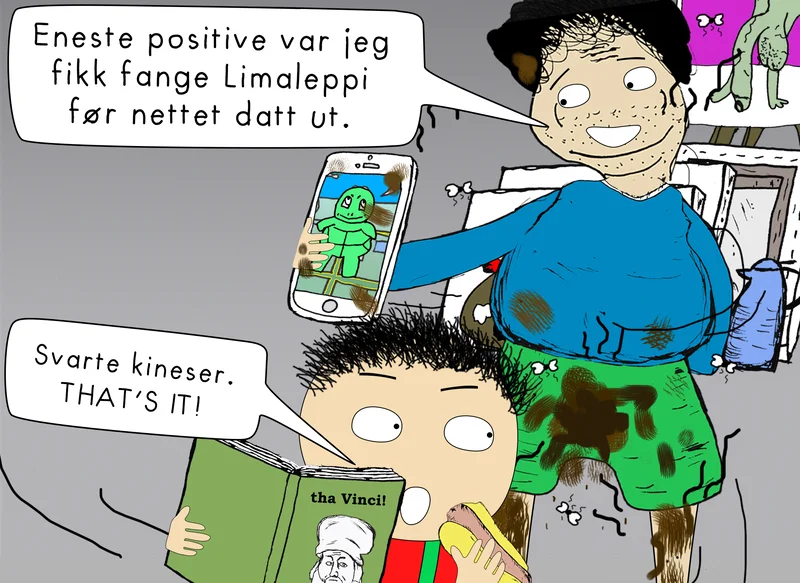 Eneste positive var jeg
fikk fange Limaleppi
før nettet datt ut.
Svarte kineser.
THAT'S IT!
tha Vinci!